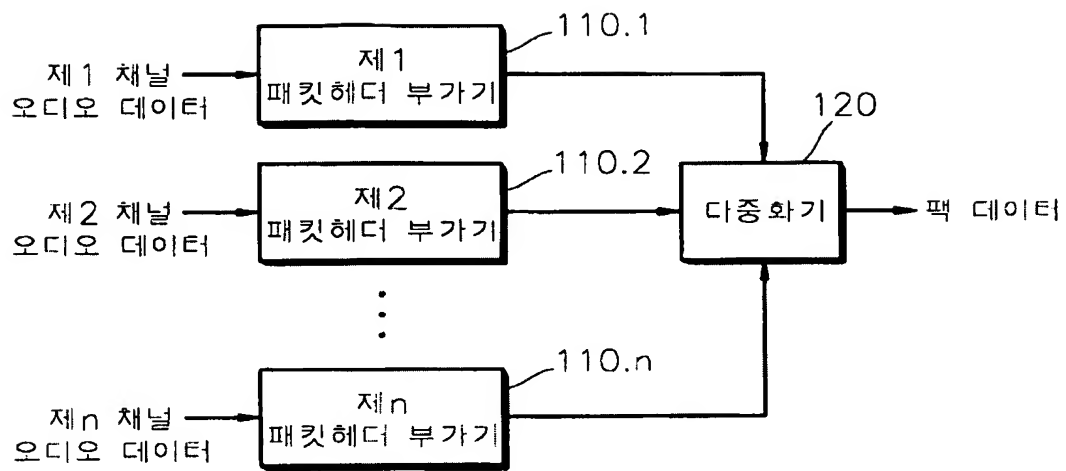 110.1
제1 채널
오디오 데이터
제1
패킷헤더 부가기
120
110.2
제2 채널
오디오 데이터
제2
패킷헤더 부가기
다중화기
팩 데이터
110.n
제n 채널
오디오 데이터
제n
패킷헤더 부가기